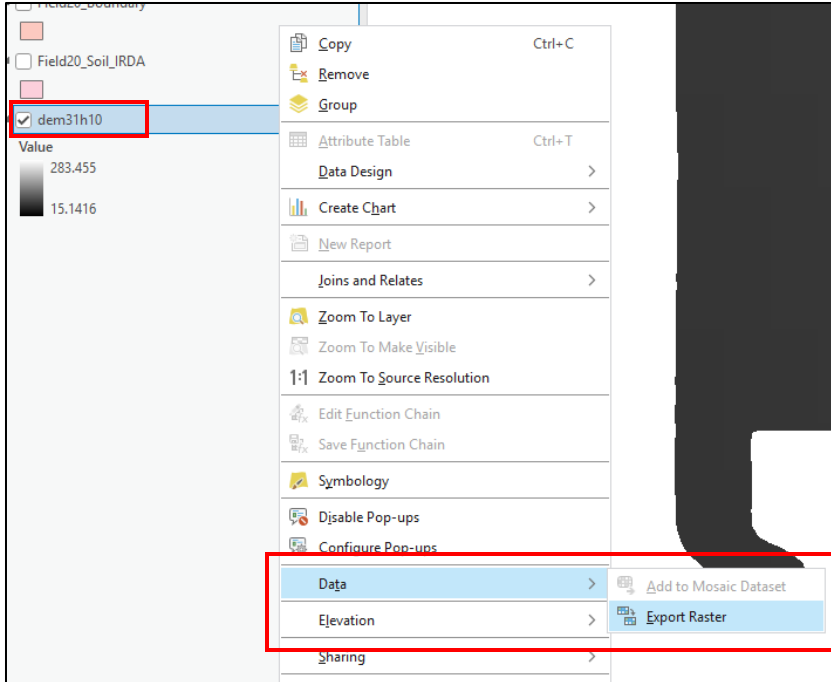 Field20_Boundary
Field20_Soil_IRDA
dem31h10
Value
283.455
15.1416
Copy Ctrl+C
Remove
Group
Attribute Table Ctrl+T
Data Design
Create Chart
New Report
Joins and Relates
Zoom To Layer
Zoom To Make Visible
1:1 Zoom To Source Resolution
Edit Function Chain
Save Function Chain
Symbology
Disable Pop-ups
Configure Pop-ups
Data
Add to Mosaic Dataset
Export Raster
Elevation
Sharing